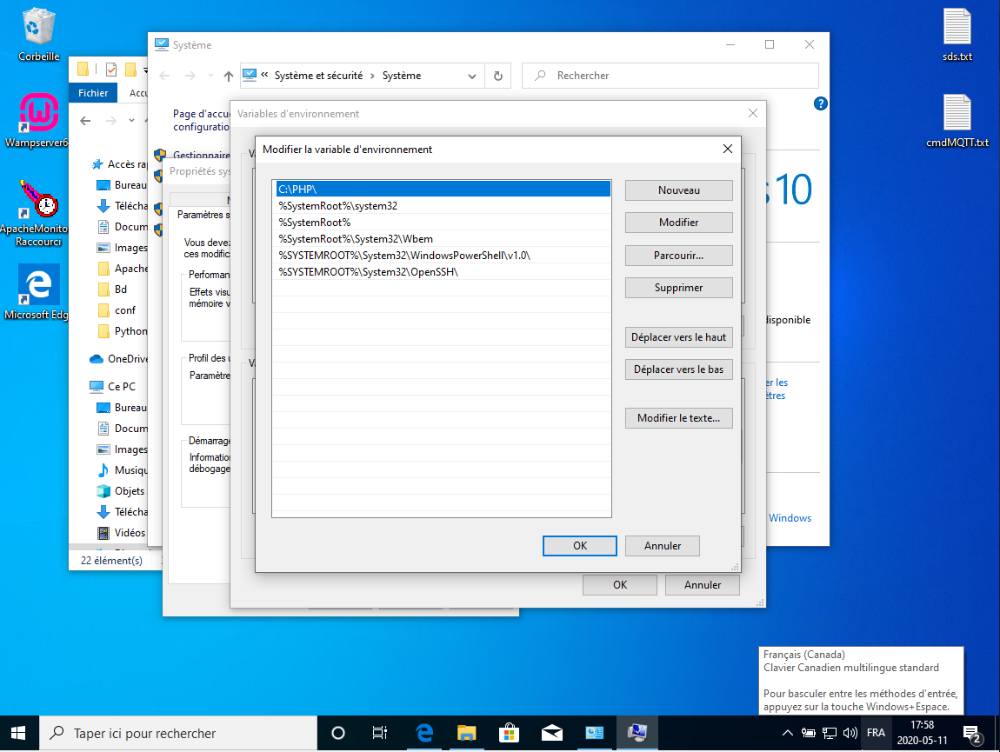 Corbeille
Wampserver6
ApacheMonito
Raccourci
Microsoft Edg
sds.txt
cmdMQTT.txt
Fichier
Accu
Accès ra
Bureau
Télécha
Docum
Images
Apache
Bd
conf
Python
OneDrive
Ce PC
Bureau
Docum
Images
Musiqu
Objets
Télécha
Vidéos
22 élément(s)
Système
« Système et sécurité › Système
Rechercher
Page d'accue
configuratio
Gestionnaire
10
disponible
er les
ètres
Windows
Propriétés sys
Paramètres s
Vous devez
ces modific
Performan
Effets visu
mémoire v
Profil des u
Paramètre
Démarrage
Information
débogage
Variables d'environnement
OK
Annuler
Modifier la variable d'environnement
C:\PHP\
%SystemRoot%\system32
%SystemRoot%
%SystemRoot%\System32\Wbem
%SYSTEMROOT%\System32\WindowsPowerShell\v1.0\
%SYSTEMROOT%\System32\OpenSSH\
Nouveau
Modifier
Parcourir...
Supprimer
Déplacer vers le haut
Déplacer vers le bas
Modifier le texte...
OK
Annuler
Français (Canada)
Clavier Canadien multilingue standard
Pour basculer entre les méthodes d'entrée,
appuyez sur la touche Windows+Espace.
Taper ici pour rechercher
FRA
17:58
2020-05-11
2